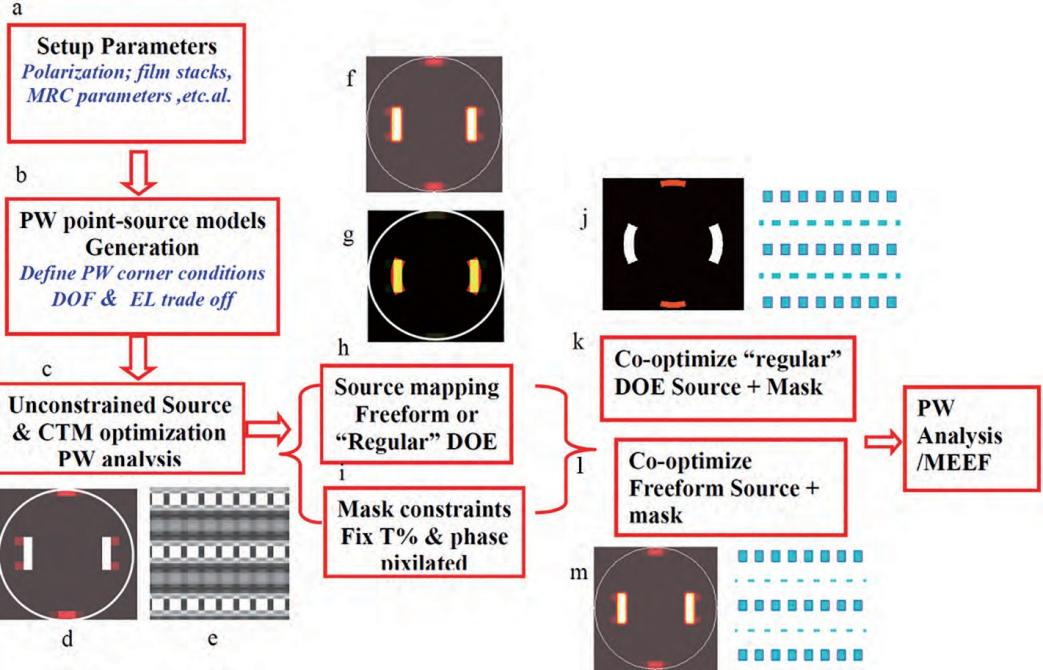 a
Setup Parameters
Polarization; film stacks,
MRC parameters ,etc.al.
b
PW point-source models
Generation
Define PW corner conditions
DOF & EL trade off
c
Unconstrained Source
& CTM optimization
PW analysis
d
e
f
g
h
Source mapping
Freeform or
“Regular” DOE
i
Mask constraints
Fix T% & phase
pixilated
j
k
Co-optimize “regular”
DOE Source + Mask
l
Co-optimize
Freeform Source +
mask
m
PW
Analysis
/MEEF